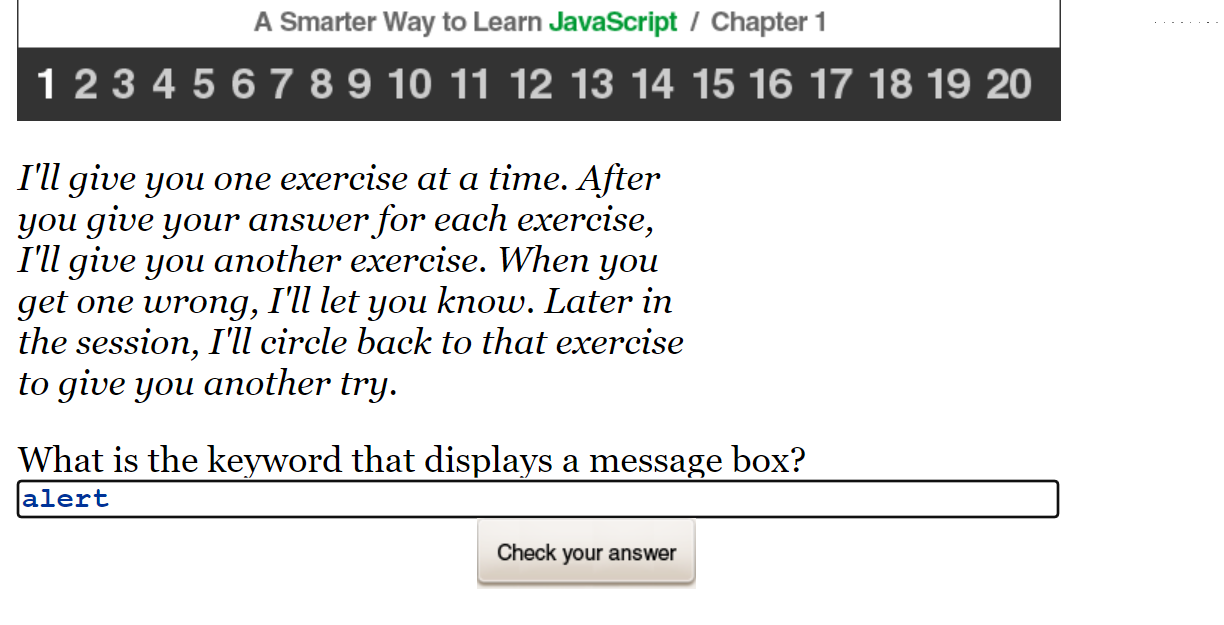 A Smarter Way to Learn JavaScript / Chapter 1
1 2 3 4 5 6 7 8 9 10 11 12 13 14 15 16 17 18 19 20
I'll give you one exercise at a time. After
you give your answer for each exercise,
I'll give you another exercise. When you
get one wrong, I'll let you know. Later in
the session, I'll circle back to that exercise
to give you another try.
What is the keyword that displays a message box?
alert
Check your answer